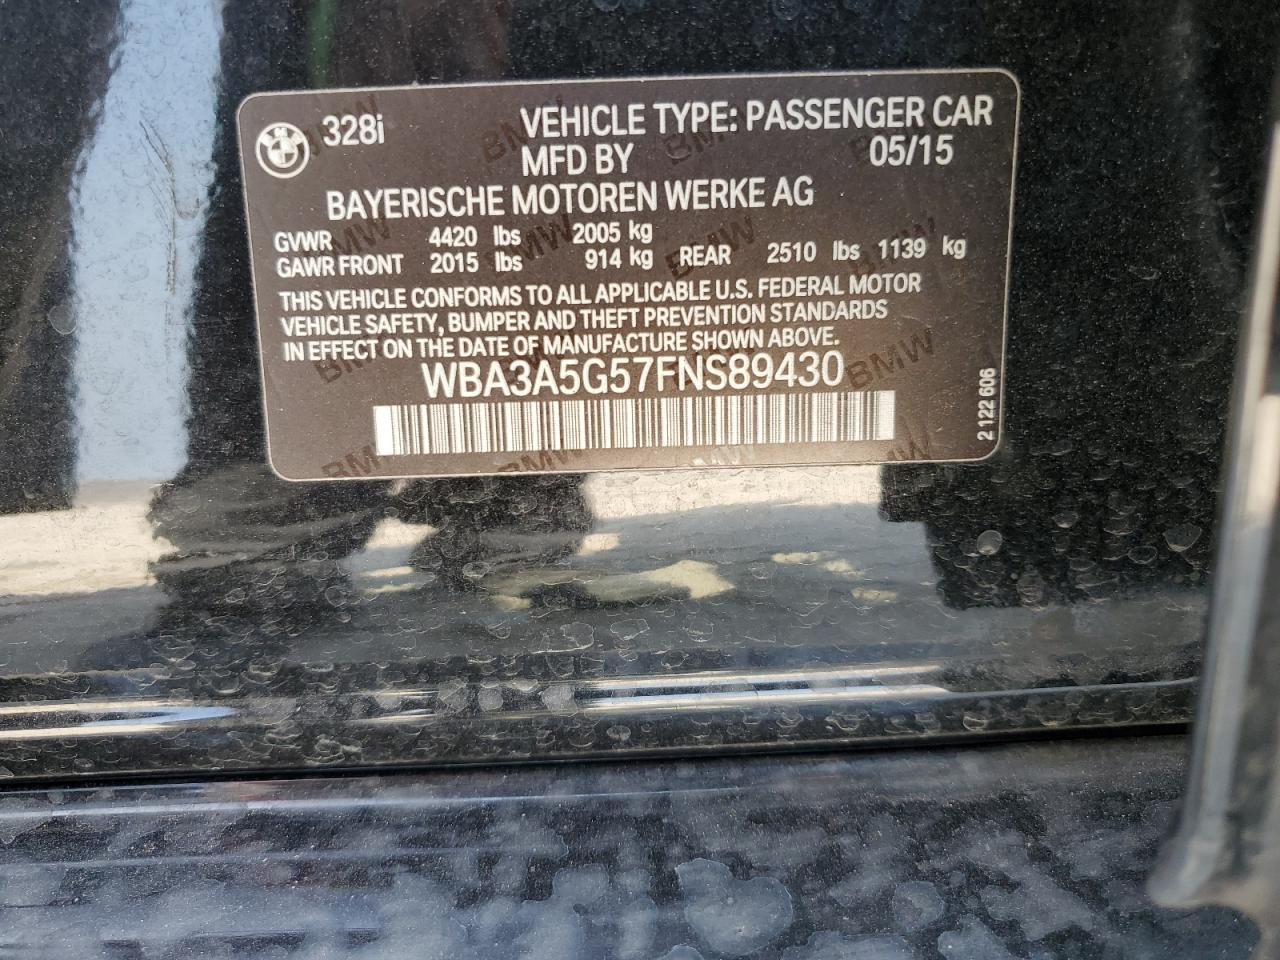 328i
VEHICLE TYPE: PASSENGER CAR
MFD BY 05/15
BAYERISCHE MOTOREN WERKE AG
GVWR 4420 lbs 2005 kg
GAWR FRONT 2015 lbs 914 kg REAR 2510 lbs 1139 kg
THIS VEHICLE CONFORMS TO ALL APPLICABLE U.S. FEDERAL MOTOR
VEHICLE SAFETY, BUMPER AND THEFT PREVENTION STANDARDS
IN EFFECT ON THE DATE OF MANUFACTURE SHOWN ABOVE.
WBA3A5G57FNS89430
2 122 606